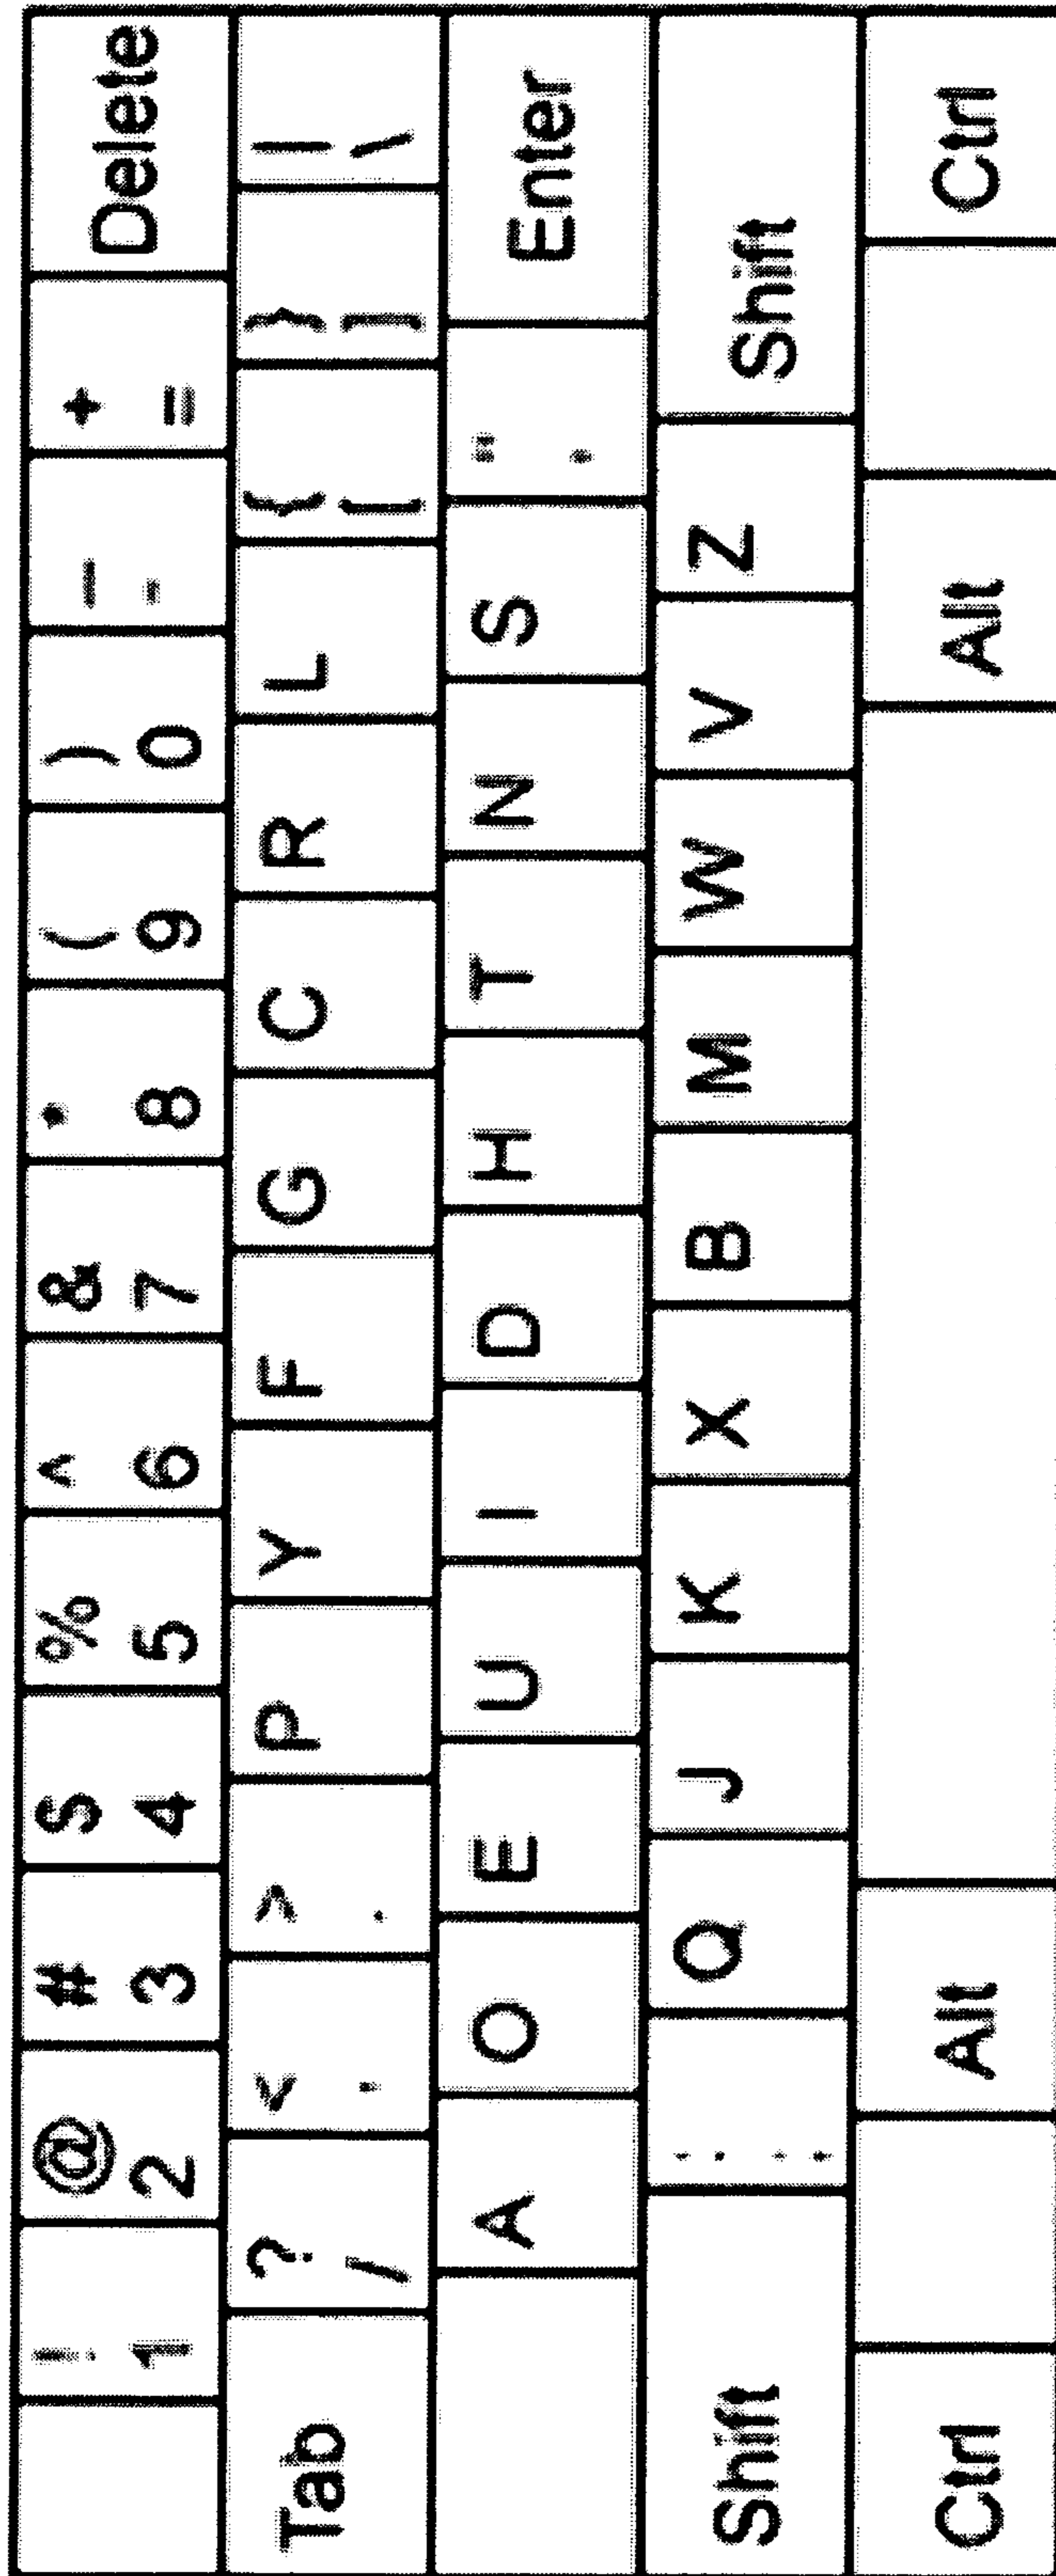 ! @ # $ % ^ & * ( ) _ + Delete
1 2 3 4 5 6 7 8 9 0 - =
Tab ? < > P Y F G C R L { } |
/ , . [ ] \
A O E U I D H T N S " Enter
'
Shift : Q J K X B M W V Z Shift
;
Ctrl Alt Alt Ctrl